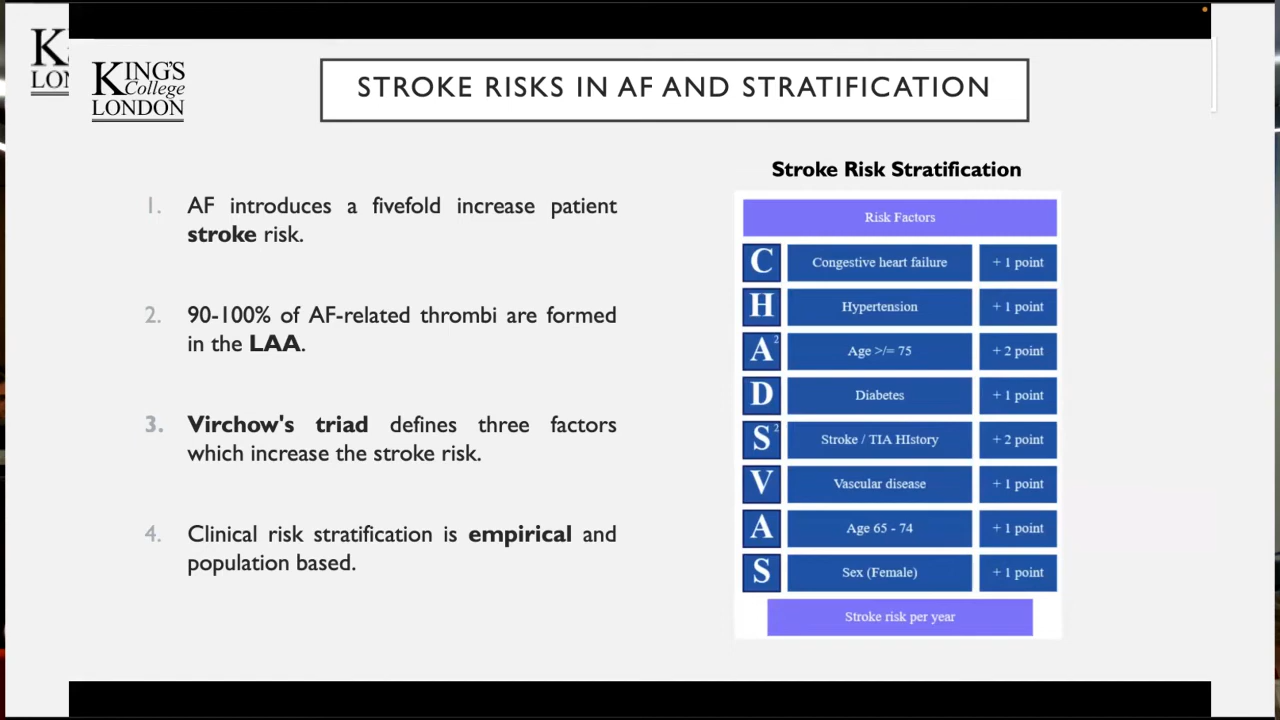 K
LON
KING'S
College
LONDON
STROKE RISKS IN AF AND STRATIFICATION
1. AF introduces a fivefold increase patient
stroke risk.
2. 90-100% of AF-related thrombi are formed
in the LAA.
3. Virchow's triad defines three factors
which increase the stroke risk.
4. Clinical risk stratification is empirical and
population based.
Stroke Risk Stratification
Risk Factors
C Congestive heart failure + 1 point
H Hypertension + 1 point
A2 Age >/= 75 + 2 point
D Diabetes + 1 point
S2 Stroke / TIA HIstory + 2 point
V Vascular disease + 1 point
A Age 65 - 74 + 1 point
S Sex (Female) + 1 point
Stroke risk per year